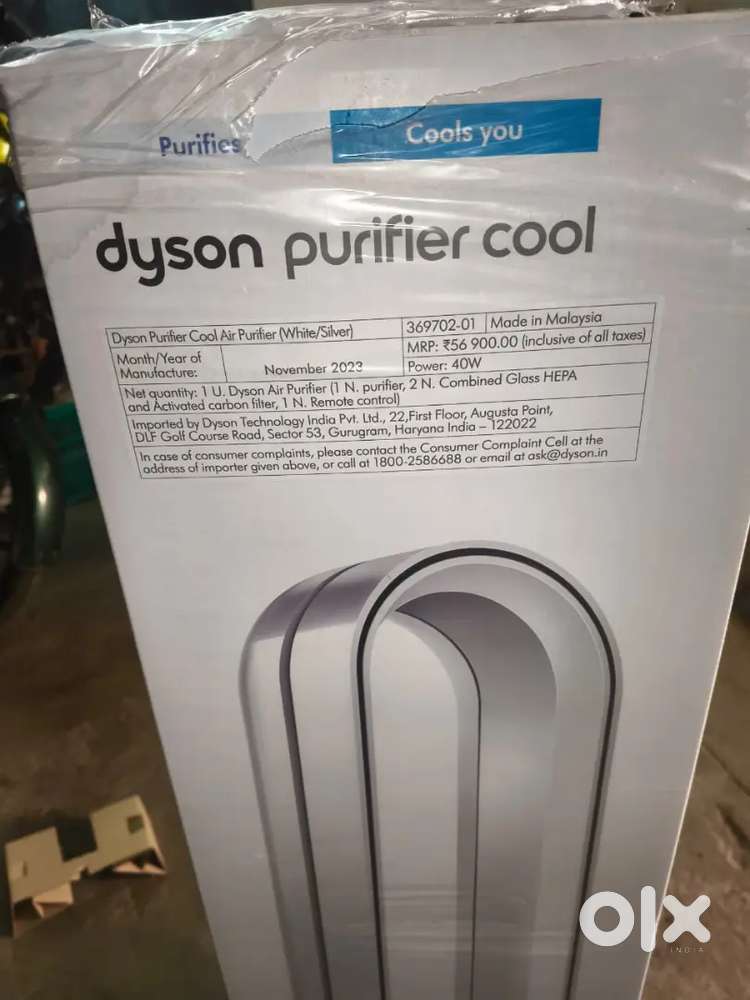 Purifies
Cools you
dyson purifier cool
Dyson Purifier Cool Air Purifier (White/Silver)
369702-01
Made in Malaysia
Month/Year of
Manufacture:
November 2023
MRP: ₹56 900.00 (inclusive of all taxes)
Power: 40W
Net quantity: 1 U. Dyson Air Purifier (1 N. purifier, 2 N. Combined Glass HEPA
and Activated carbon filter, 1 N. Remote control)
Imported by Dyson Technology India Pvt. Ltd., 22,First Floor, Augusta Point,
DLF Golf Course Road, Sector 53, Gurugram, Haryana India – 122022
In case of consumer complaints, please contact the Consumer Complaint Cell at the
address of importer given above, or call at 1800-2586688 or email at ask@dyson.in
olx
INDIA